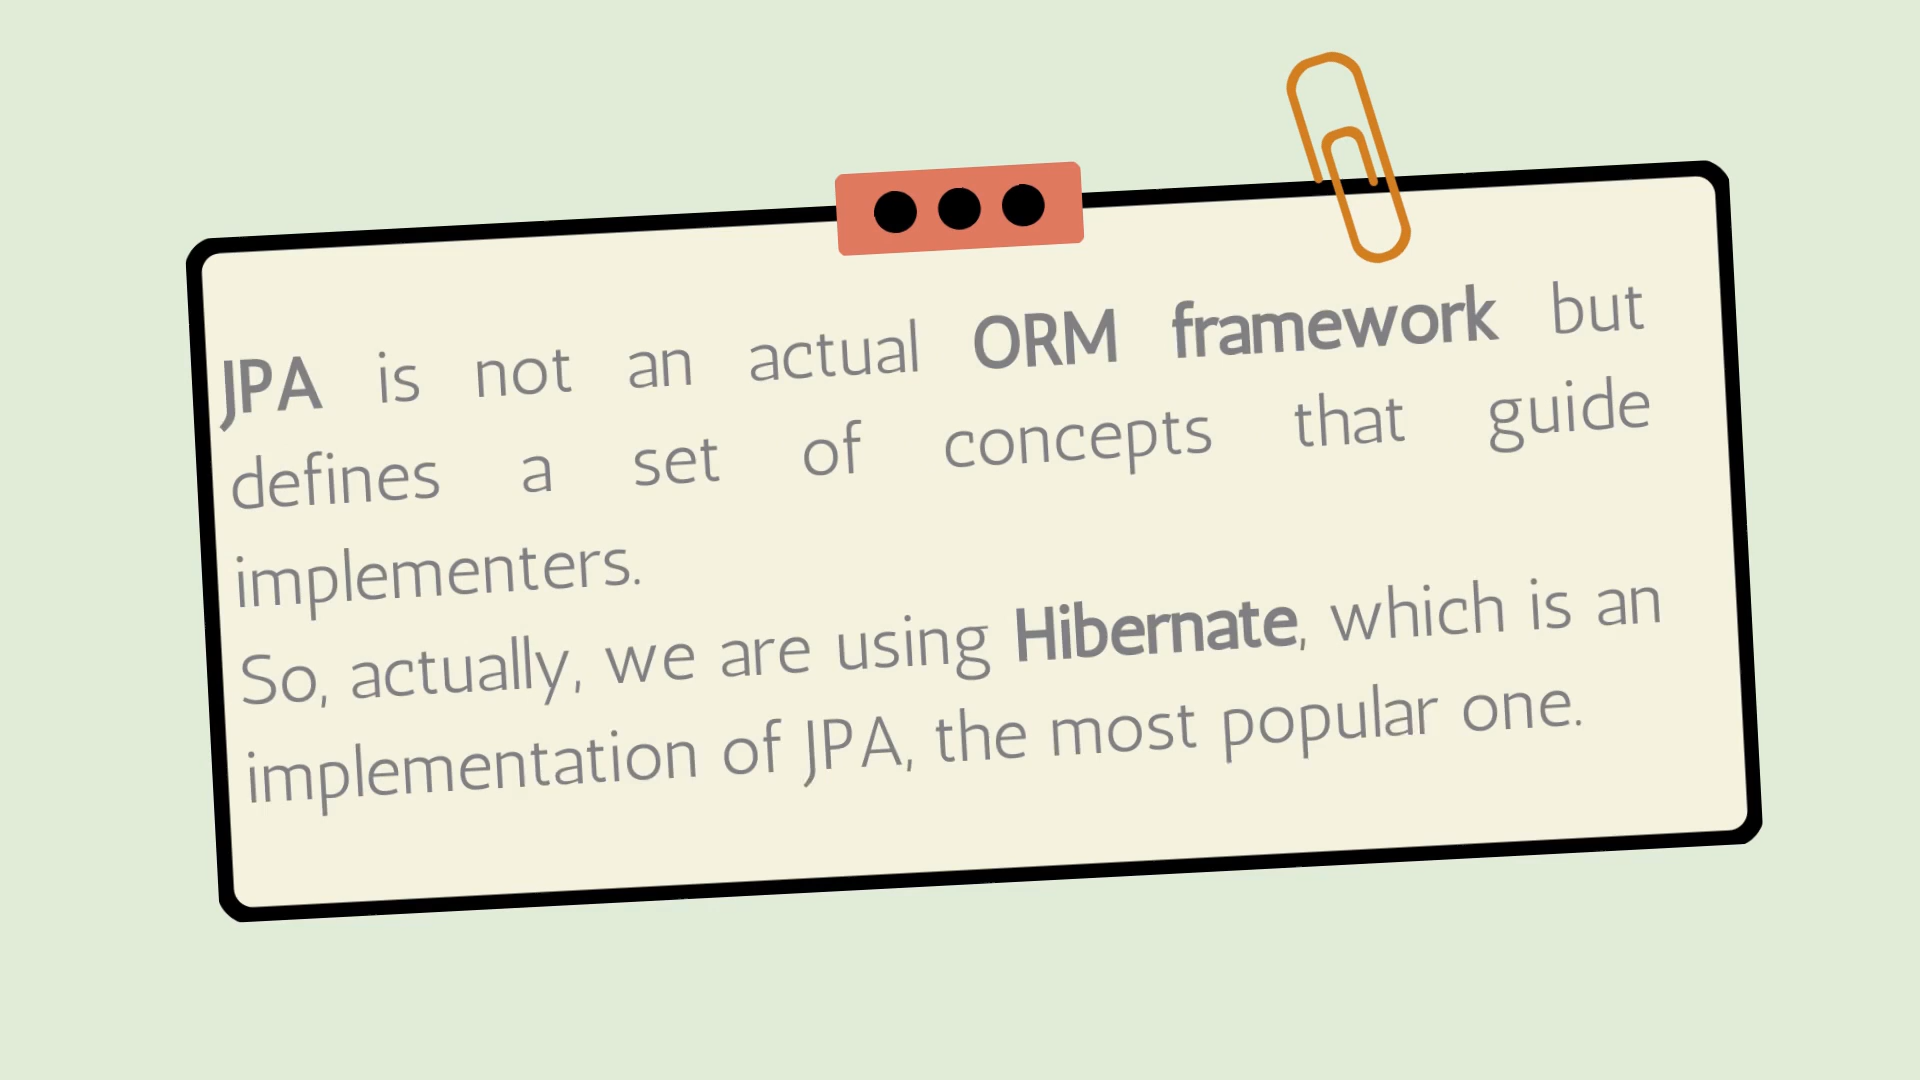 JPA is not an actual ORM framework but
defines a set of concepts that guide
implementers.
So, actually, we are using Hibernate, which is an
implementation of JPA, the most popular one.